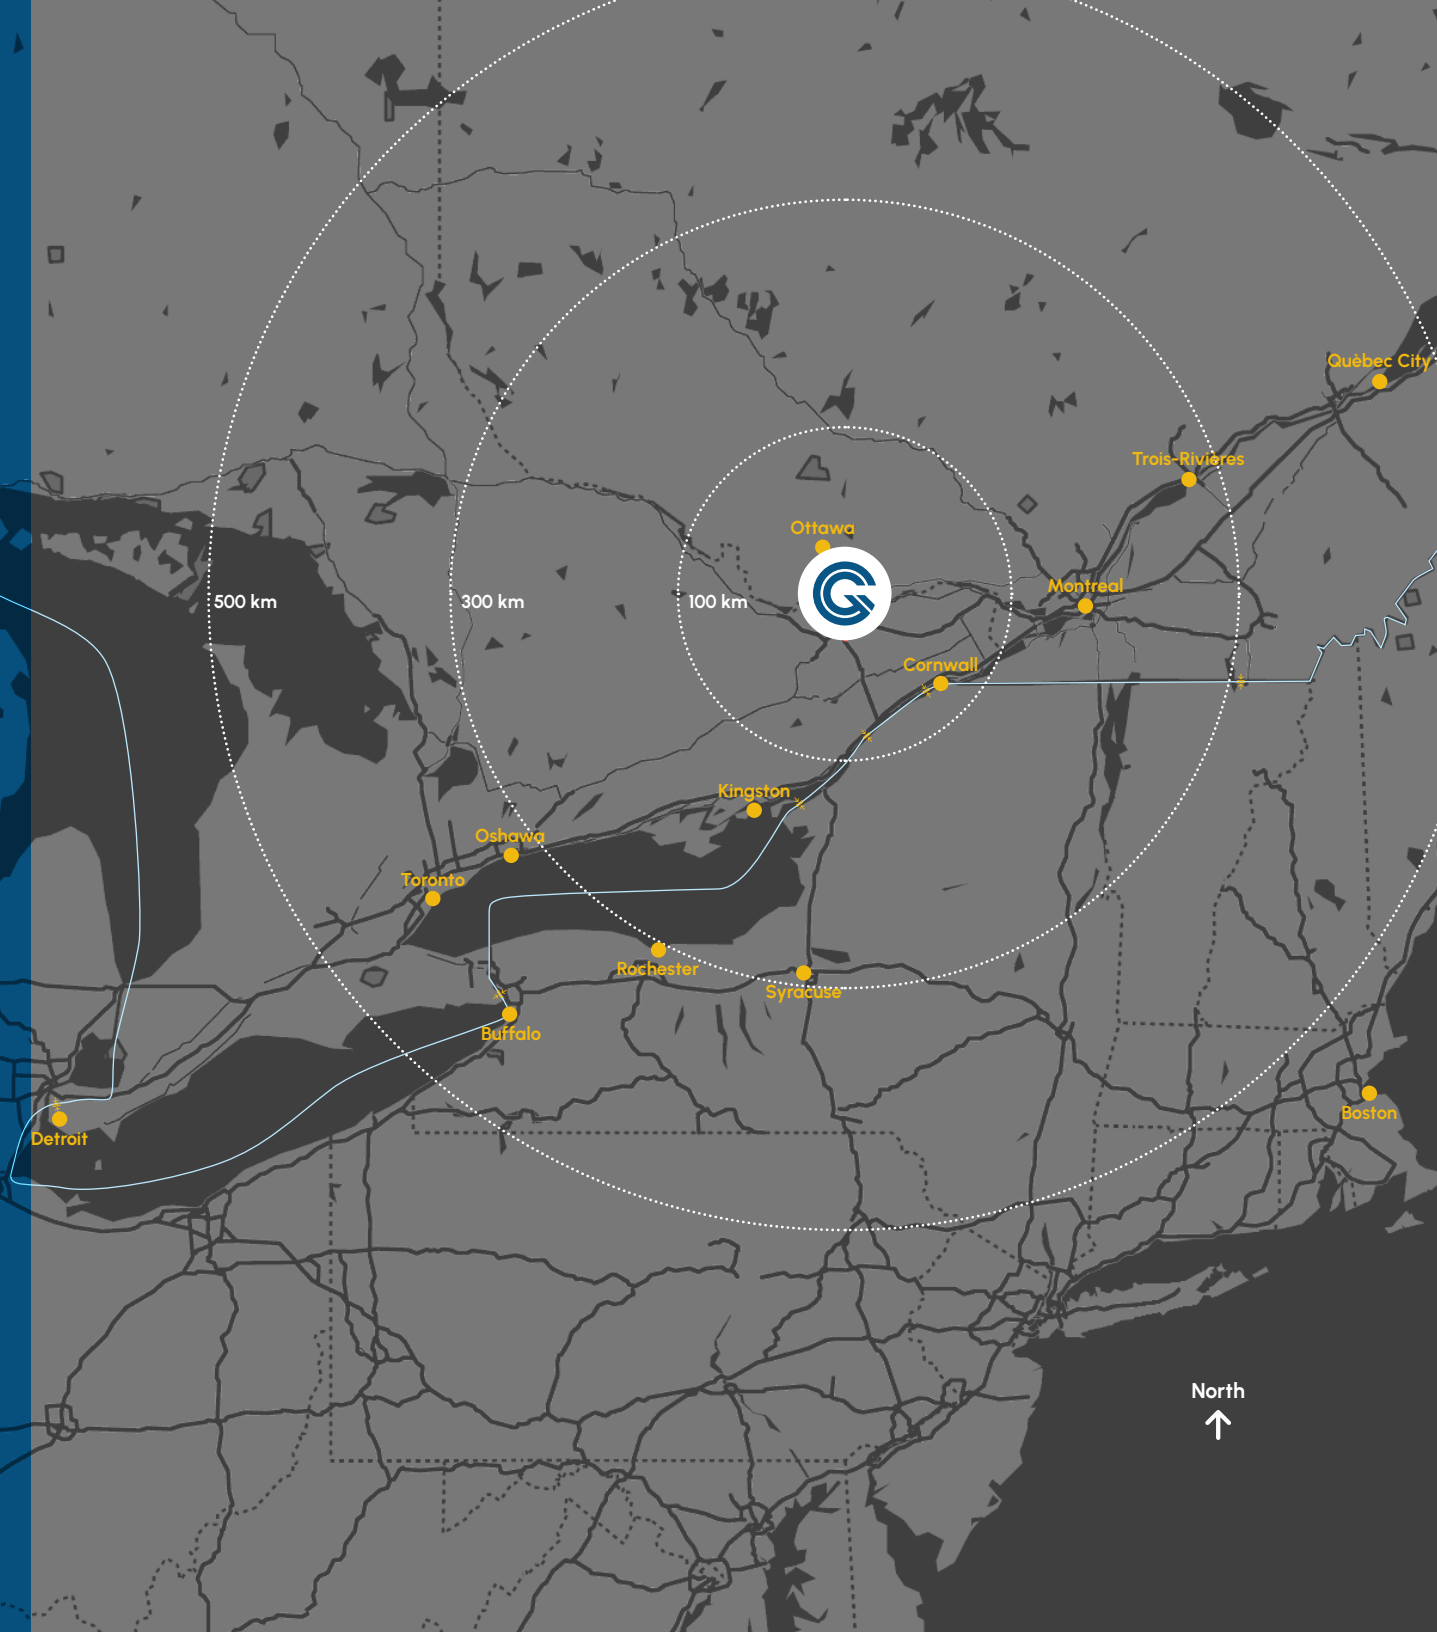 Quèbec City
Trois-Rivières
Ottawa
Montreal
500 km
300 km
100 km
Cornwall
Kingston
Oshawa
Toronto
Rochester
Syracuse
Buffalo
Boston
Detroit
North